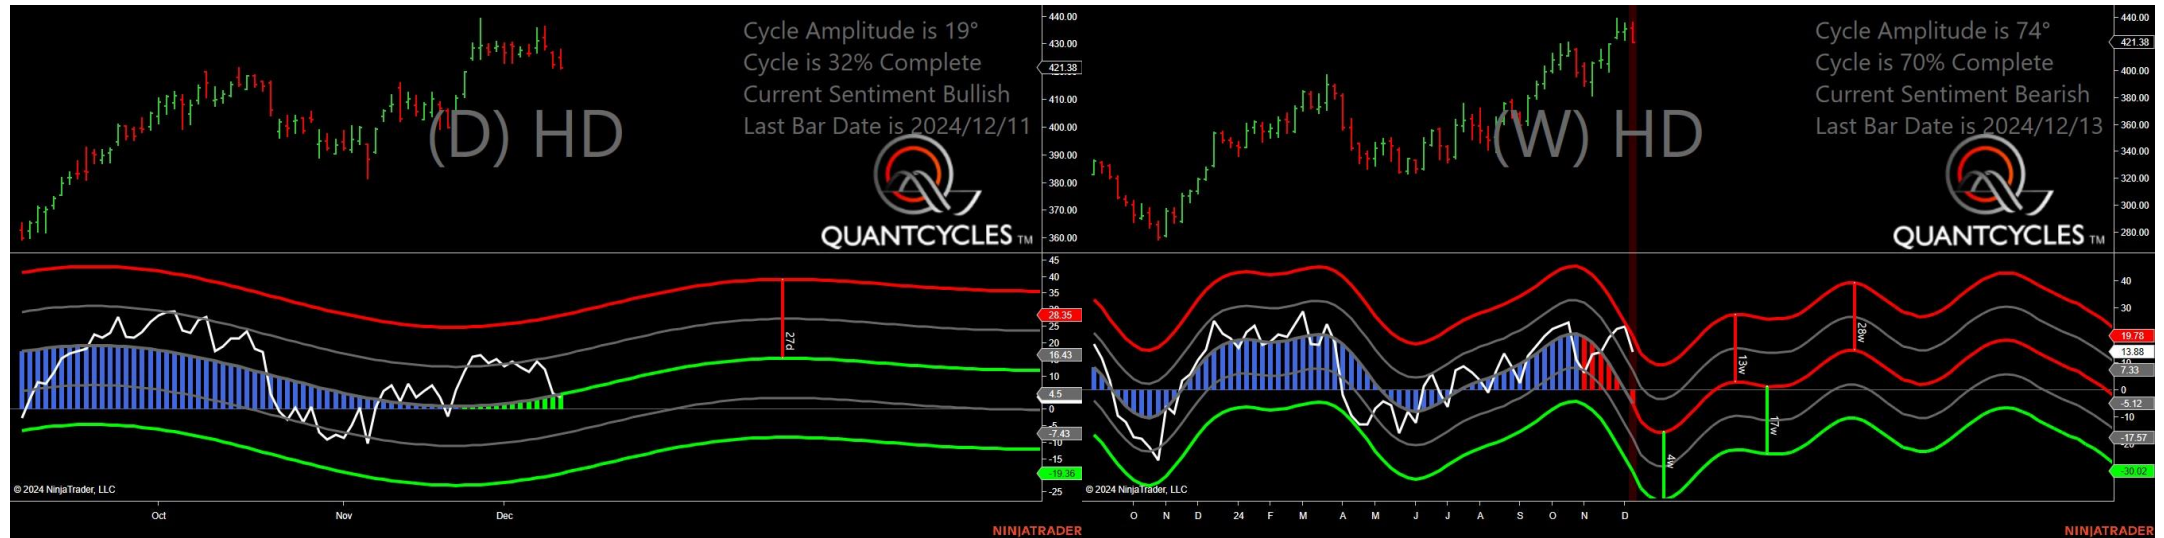 Cycle Amplitude is 19°
Cycle is 32% Complete
Current Sentiment Bullish
Last Bar Date is 2024/12/11
(D) HD
QUANTCYCLES TM
440.00
430.00
421.38
410.00
400.00
390.00
380.00
370.00
360.00
45
40
35
28.35
25
20
16.43
10
4.5
0
-5
-7.43
-10
-15
-19.36
-25
27d
© 2024 NinjaTrader, LLC
Oct Nov Dec
NINJATRADER
Cycle Amplitude is 74°
Cycle is 70% Complete
Current Sentiment Bearish
Last Bar Date is 2024/12/13
(W) HD
QUANTCYCLES TM
440.00
421.38
400.00
380.00
360.00
340.00
320.00
300.00
280.00
40
30
19.78
13.88
10
7.33
0
-5.12
-10
-17.57
-20
-30.02
13w
28w
17w
4w
© 2024 NinjaTrader, LLC
O N D 24 F M A M J J A S O N D
NINJATRADER